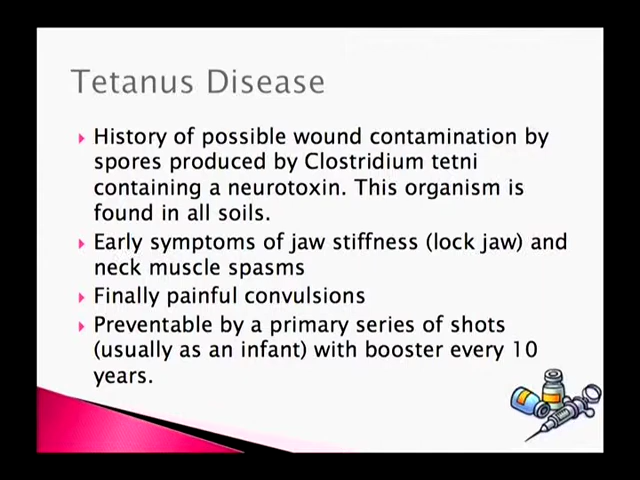 Tetanus Disease
History of possible wound contamination by
spores produced by Clostridium tetni
containing a neurotoxin. This organism is
found in all soils.
Early symptoms of jaw stiffness (lock jaw) and
neck muscle spasms
Finally painful convulsions
Preventable by a primary series of shots
(usually as an infant) with booster every 10
years.